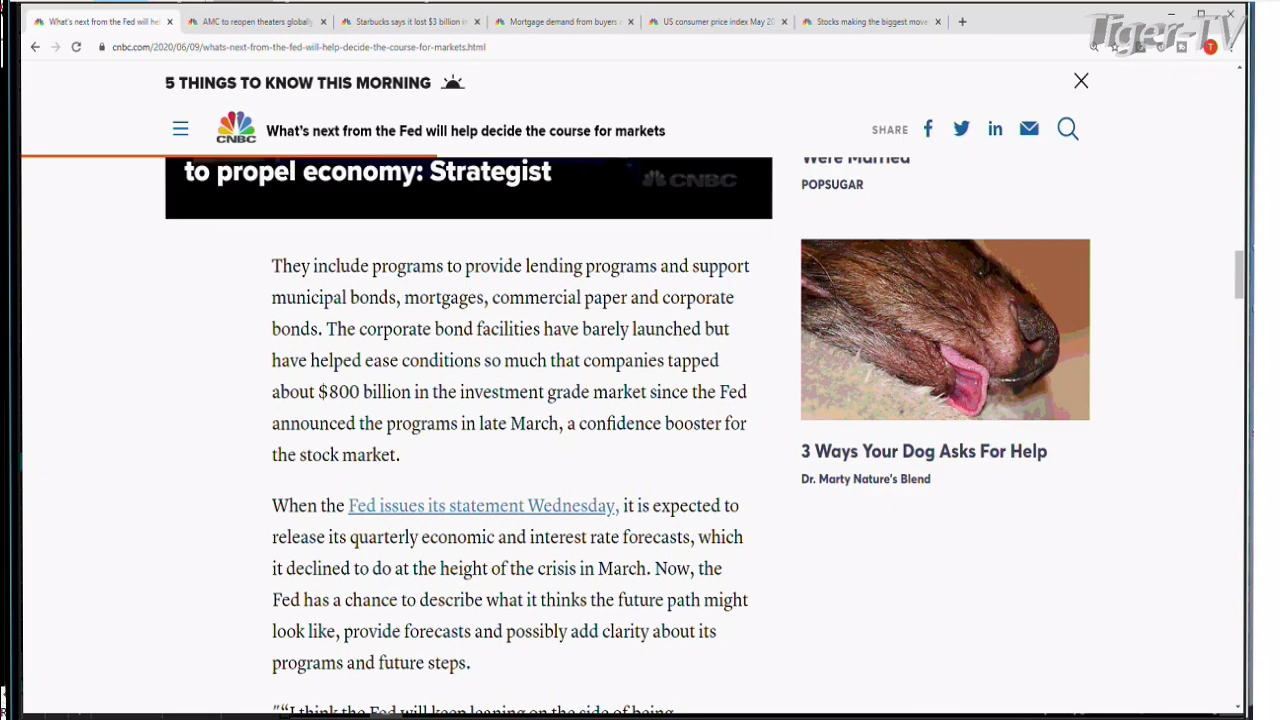 What's next from the Fed will hel
AMC to reopen theaters globally
Starbucks says it lost $3 billion in
Mortgage demand from buyers
US consumer price index May 20
Stocks making the biggest move
cnbc.com/2020/06/09/whats-next-from-the-fed-will-help-decide-the-course-for-markets.html
Tiger-TV
T
5 THINGS TO KNOW THIS MORNING
CNBC
What's next from the Fed will help decide the course for markets
SHARE
to propel economy: Strategist
CNBC
Were Married
POPSUGAR
They include programs to provide lending programs and support
municipal bonds, mortgages, commercial paper and corporate
bonds. The corporate bond facilities have barely launched but
have helped ease conditions so much that companies tapped
about $800 billion in the investment grade market since the Fed
announced the programs in late March, a confidence booster for
the stock market.
3 Ways Your Dog Asks For Help
Dr. Marty Nature's Blend
When the Fed issues its statement Wednesday, it is expected to
release its quarterly economic and interest rate forecasts, which
it declined to do at the height of the crisis in March. Now, the
Fed has a chance to describe what it thinks the future path might
look like, provide forecasts and possibly add clarity about its
programs and future steps.
"“I think the Fed will keep leaning on the side of being